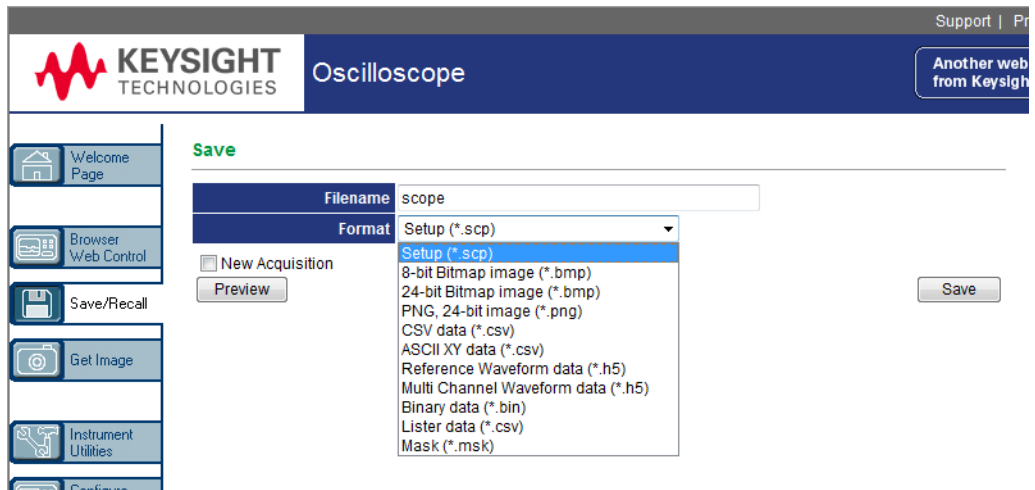 Support | Pr
KEYSIGHT
TECHNOLOGIES
Oscilloscope
Another web
from Keysigh
Welcome
Page
Browser
Web Control
Save/Recall
Get Image
Instrument
Utilities
Configure
Save
Filename scope
Format Setup (*.scp)
Setup (*.scp)
8-bit Bitmap image (*.bmp)
24-bit Bitmap image (*.bmp)
PNG, 24-bit image (*.png)
CSV data (*.csv)
ASCII XY data (*.csv)
Reference Waveform data (*.h5)
Multi Channel Waveform data (*.h5)
Binary data (*.bin)
Lister data (*.csv)
Mask (*.msk)
New Acquisition
Preview
Save